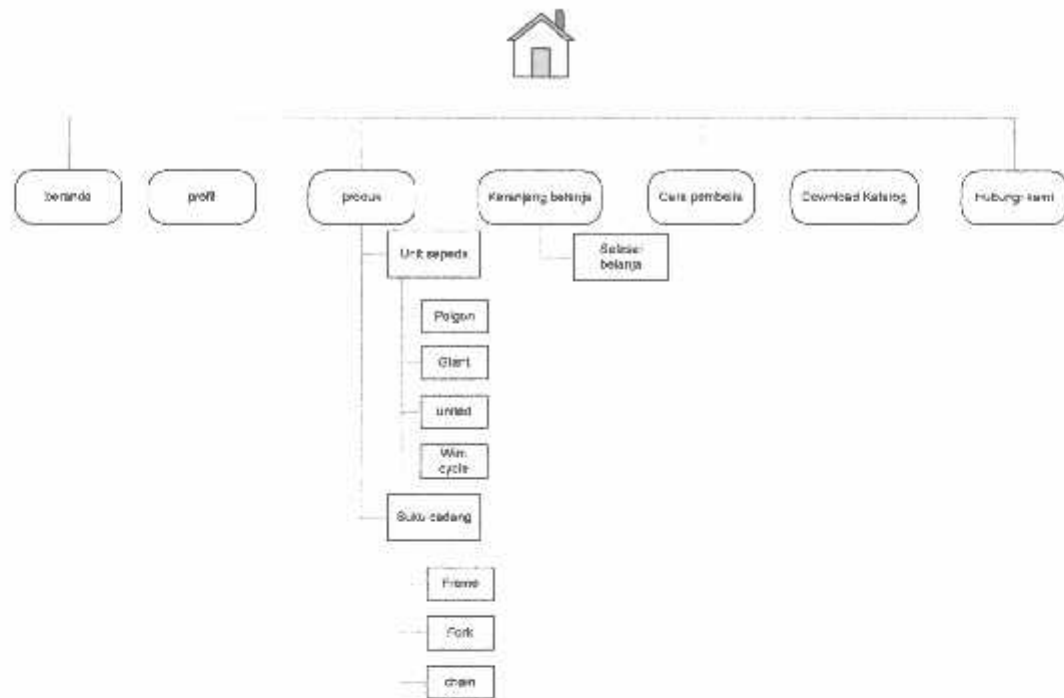 beranda
profil
produk
Keranjang belanja
Cara pembelia
Download Katalog
Hubungi kami
Unit sepeda
Selesai
belanja
Poligon
Giant
united
Wim
cycle
Suku cadang
Frame
Fork
chain